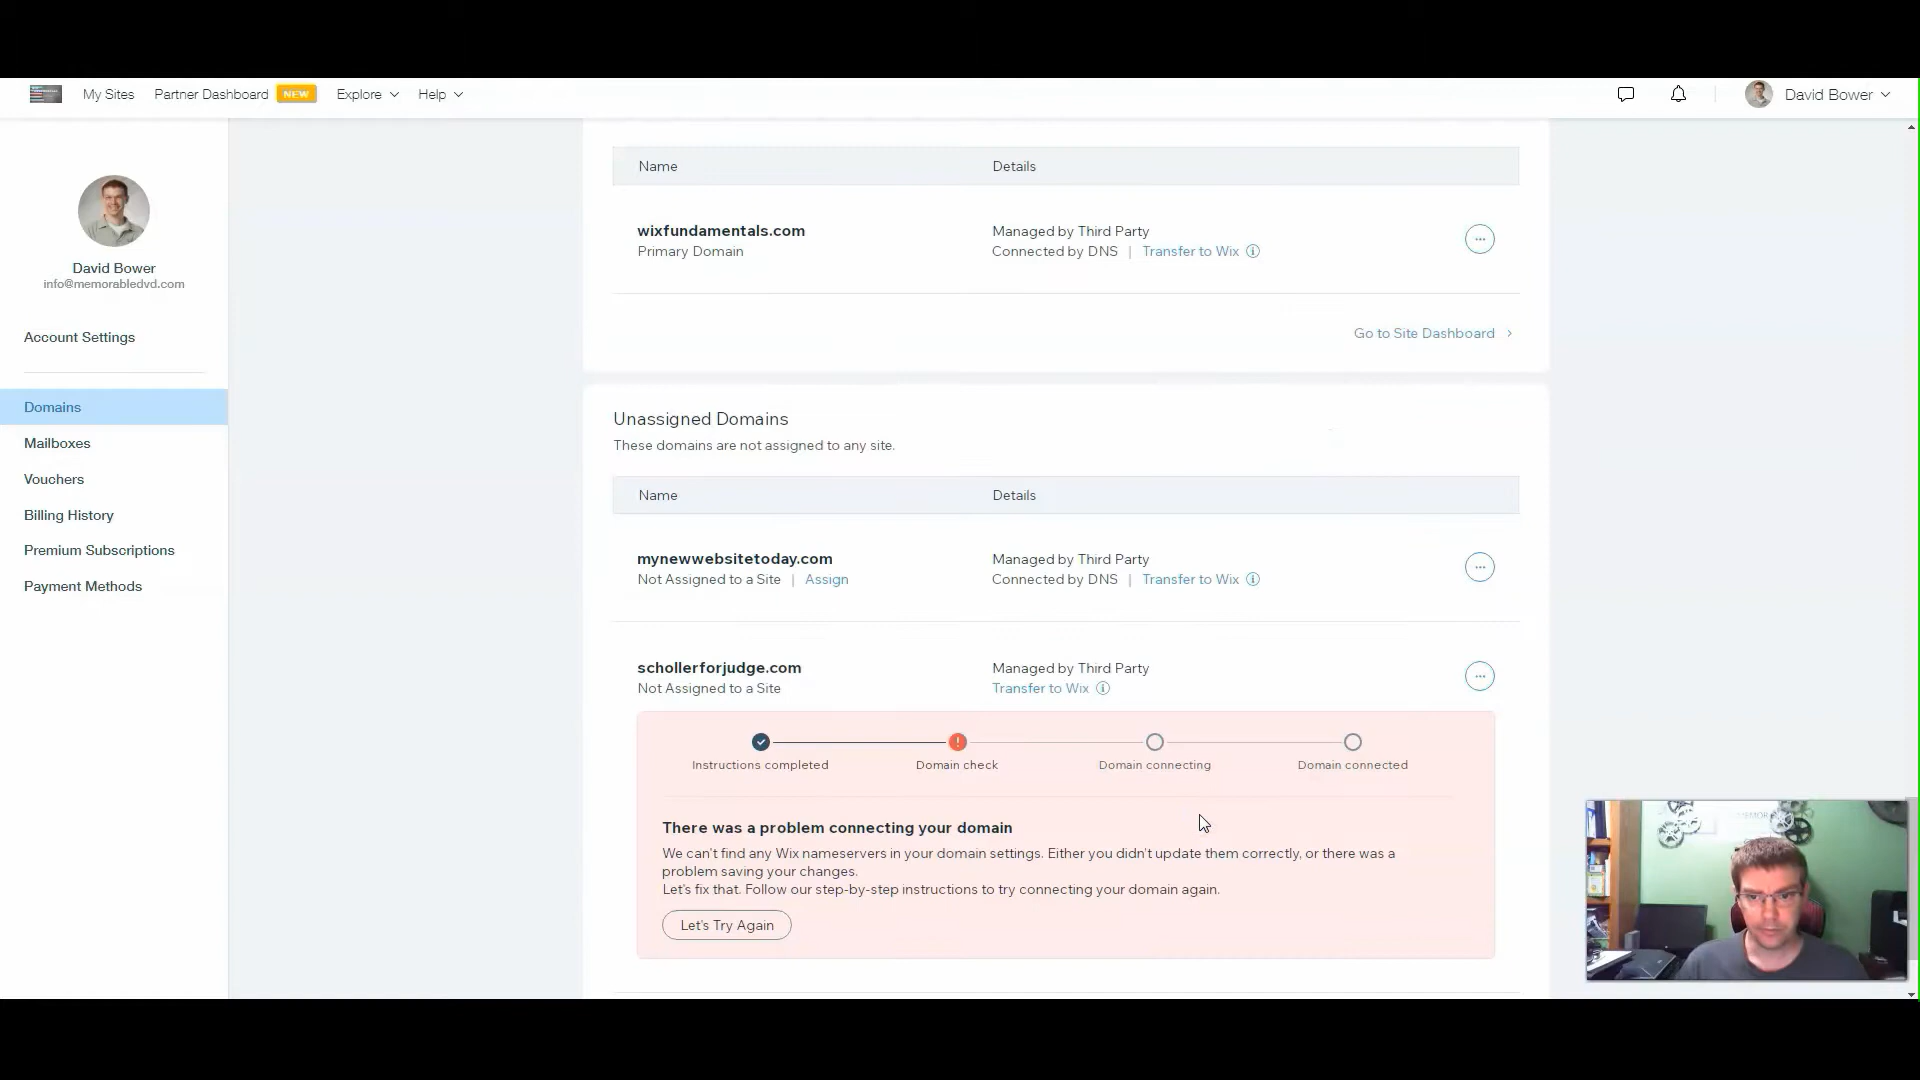 My Sites
Partner Dashboard
NEW
Explore
Help
David Bower
David Bower
info@memorabledvd.com
Account Settings
Domains
Mailboxes
Vouchers
Billing History
Premium Subscriptions
Payment Methods
Name
Details
wixfundamentals.com
Primary Domain
Managed by Third Party
Connected by DNS | Transfer to Wix
Go to Site Dashboard
Unassigned Domains
These domains are not assigned to any site.
Name
Details
mynewwebsitetoday.com
Not Assigned to a Site | Assign
Managed by Third Party
Connected by DNS | Transfer to Wix
schollerforjudge.com
Not Assigned to a Site
Managed by Third Party
Transfer to Wix
Instructions completed
Domain check
Domain connecting
Domain connected
There was a problem connecting your domain
We can't find any Wix nameservers in your domain settings. Either you didn't update them correctly, or there was a
problem saving your changes.
Let's fix that. Follow our step-by-step instructions to try connecting your domain again.
Let's Try Again